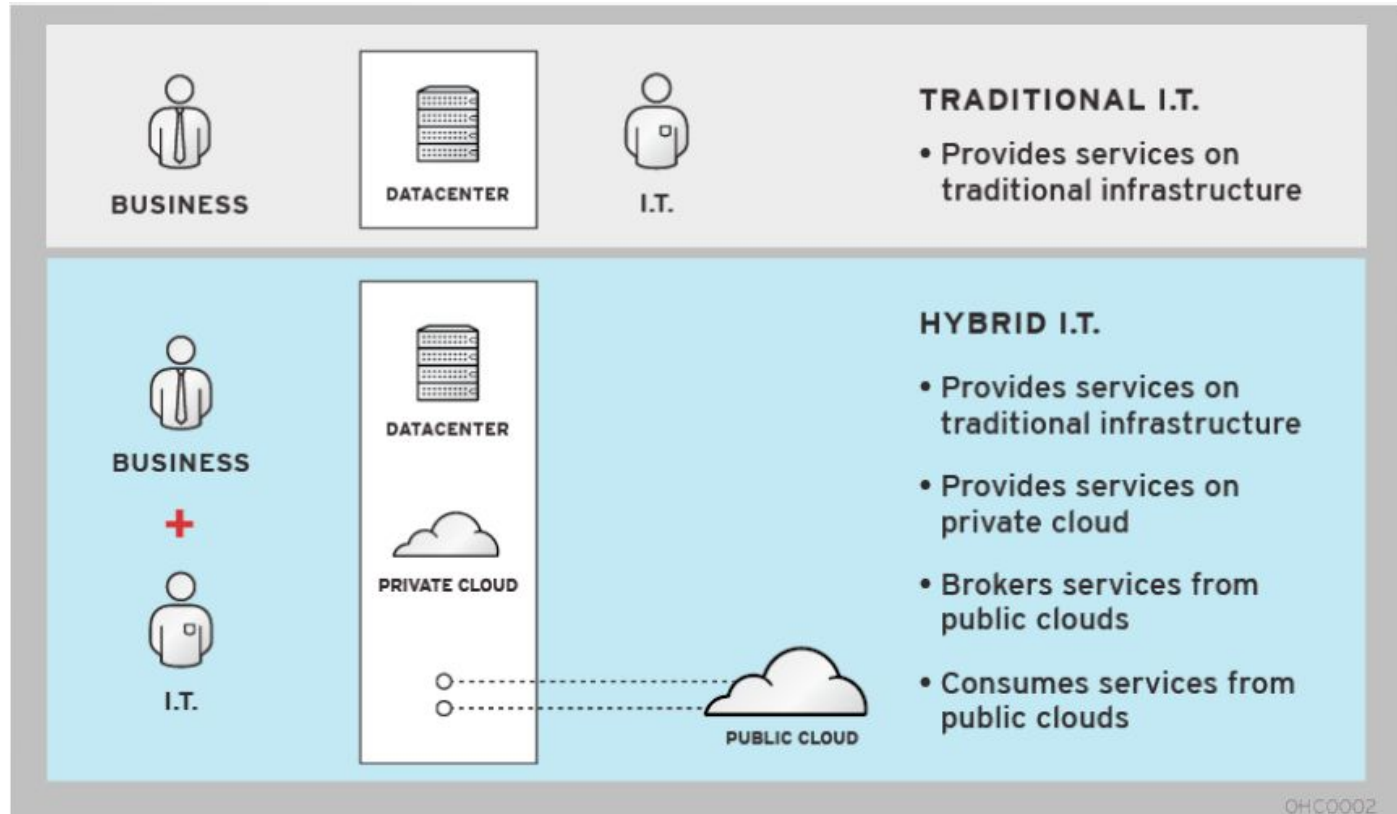 BUSINESS
DATACENTER
I.T.
TRADITIONAL I.T.
• Provides services on
traditional infrastructure
BUSINESS
+
I.T.
DATACENTER
PRIVATE CLOUD
PUBLIC CLOUD
HYBRID I.T.
• Provides services on
traditional infrastructure
• Provides services on
private cloud
• Brokers services from
public clouds
• Consumes services from
public clouds
OHC0002